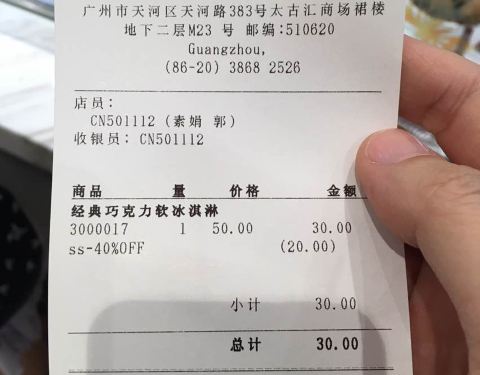 广州市天河区天河路383号太古汇商场裙楼
地下二层M23 号 邮编:510620
Guangzhou,
(86-20) 3868 2526
店员:
CN501112 (素娟 郭)
收银员: CN501112
商品 量 价格 金额
经典巧克力软冰淇淋
3000017 1 50.00 30.00
ss-40%OFF (20.00)
小计 30.00
总计 30.00